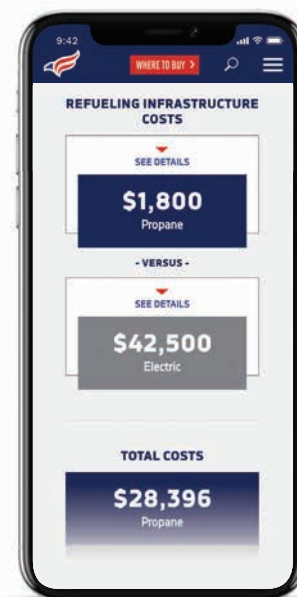 9:42
WHERE TO BUY >
REFUELING INFRASTRUCTURE
COSTS
SEE DETAILS
$1,800
Propane
- VERSUS -
SEE DETAILS
$42,500
Electric
TOTAL COSTS
$28,396
Propane